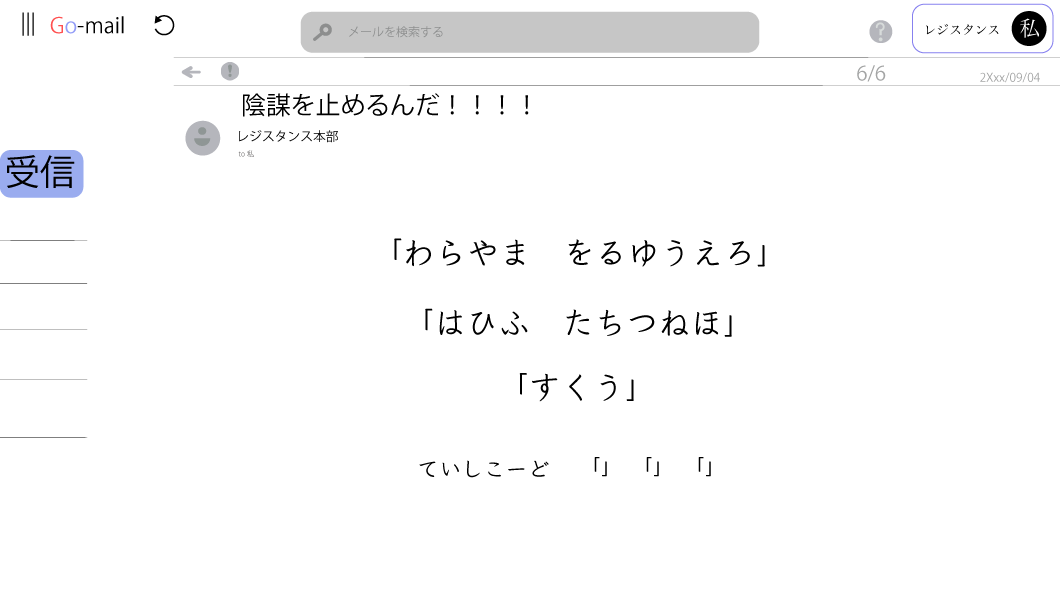 Go-mail
メールを検索する
?
レジスタンス
私
!
6/6
2Xxx/09/04
陰謀を止めるんだ！！！！
レジスタンス本部
to 私
受信
「わらやま　をるゆうえろ」
「はひふ　たちつねほ」
「すくう」
ていしこーど　「」「」「」